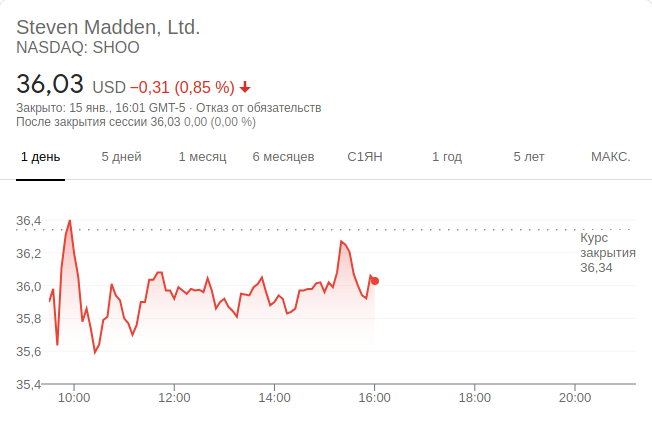 Steven Madden, Ltd.
NASDAQ: SHOO
36,03 USD −0,31 (0,85 %)
Закрыто: 15 янв., 16:01 GMT-5 · Отказ от обязательств
После закрытия сессии 36,03 0,00 (0,00 %)
1 день 5 дней 1 месяц 6 месяцев С1ЯН 1 год 5 лет МАКС.
36,4
Курс
закрытия
36,34
36,2
36,0
35,8
35,6
35,4
10:00 12:00 14:00 16:00 18:00 20:00